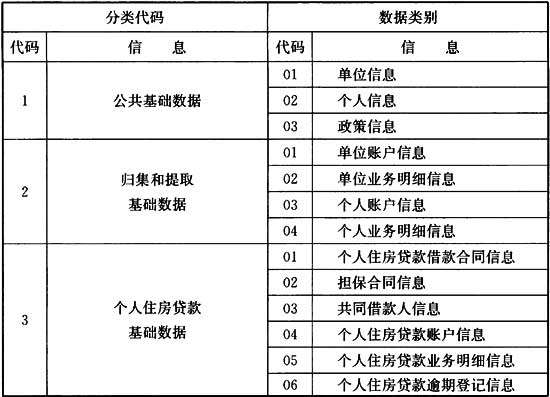 分类代码 数据类别
代码 信 息 代码 信 息
1 公共基础数据 01 单位信息
02 个人信息
03 政策信息
2 归集和提取 基础数据 01 单位账户信息
02 单位业务明细信息
03 个人账户信息
04 个人业务明细信息
3 个人住房贷款 基础数据 01 个人住房贷款借款合同信息
02 担保合同信息
03 共同借款人信息
04 个人住房贷款账户信息
05 个人住房贷款业务明细信息
06 个人住房贷款逾期登记信息